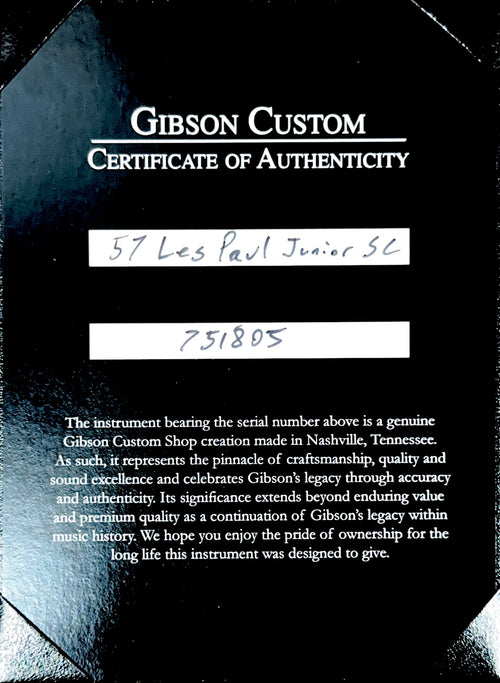 GIBSON CUSTOM
CERTIFICATE OF AUTHENTICITY
57 Les Paul Junior SC
751805
The instrument bearing the serial number above is a genuine
Gibson Custom Shop creation made in Nashville, Tennessee.
As such, it represents the pinnacle of craftsmanship, quality and
sound excellence and celebrates Gibson's legacy through accuracy
and authenticity. Its significance extends beyond enduring value
and premium quality as a continuation of Gibson's legacy within
music history. We hope you enjoy the pride of ownership for the
long life this instrument was designed to give.